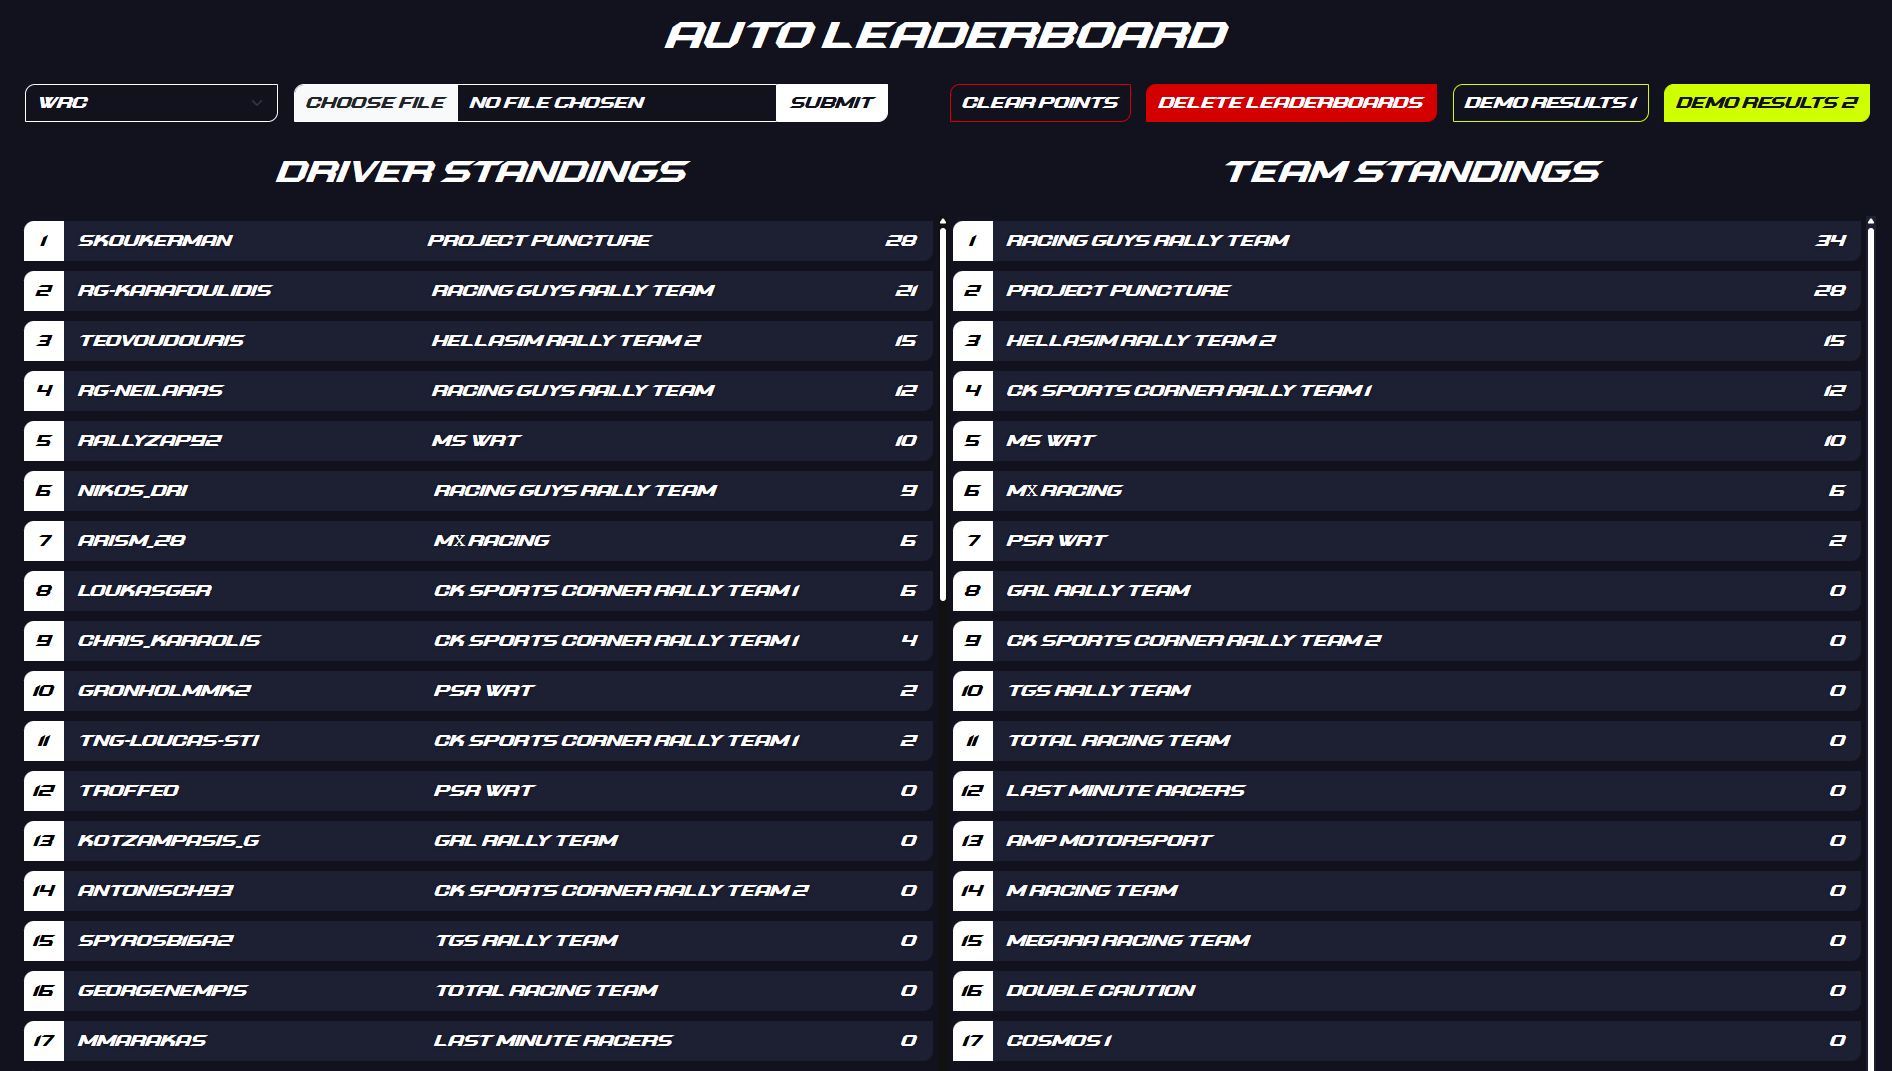 AUTO LEADERBOARD
WRC
CHOOSE FILE NO FILE CHOSEN SUBMIT
CLEAR POINTS
DELETE LEADERBOARDS
DEMO RESULTS 1
DEMO RESULTS 2
DRIVER STANDINGS
1 SKOUKERMAN PROJECT PUNCTURE 28
2 RG-KARAFOULIDIS RACING GUYS RALLY TEAM 21
3 TEOVOUDOURIS HELLASIM RALLY TEAM 2 15
4 RG-NEILARAS RACING GUYS RALLY TEAM 12
5 RALLYZAP92 MS WRT 10
6 NIKOS_DRI RACING GUYS RALLY TEAM 9
7 ARISM_28 MX RACING 6
8 LOUKASG6R CK SPORTS CORNER RALLY TEAM 1 6
9 CHRIS_KARAOLIS CK SPORTS CORNER RALLY TEAM 1 4
10 GRONHOLMMK2 PSR WRT 2
11 TNG-LOUCAS-STI CK SPORTS CORNER RALLY TEAM 1 2
12 TROFFEO PSR WRT 0
13 KOTZAMPASIS_G GRL RALLY TEAM 0
14 ANTONISCH93 CK SPORTS CORNER RALLY TEAM 2 0
15 SPYROSB16A2 TGS RALLY TEAM 0
16 GEORGENEMPIS TOTAL RACING TEAM 0
17 MMARAKAS LAST MINUTE RACERS 0
TEAM STANDINGS
1 RACING GUYS RALLY TEAM 34
2 PROJECT PUNCTURE 28
3 HELLASIM RALLY TEAM 2 15
4 CK SPORTS CORNER RALLY TEAM 1 12
5 MS WRT 10
6 MX RACING 6
7 PSR WRT 2
8 GRL RALLY TEAM 0
9 CK SPORTS CORNER RALLY TEAM 2 0
10 TGS RALLY TEAM 0
11 TOTAL RACING TEAM 0
12 LAST MINUTE RACERS 0
13 AMP MOTORSPORT 0
14 M RACING TEAM 0
15 MEGARA RACING TEAM 0
16 DOUBLE CAUTION 0
17 COSMOS 1 0